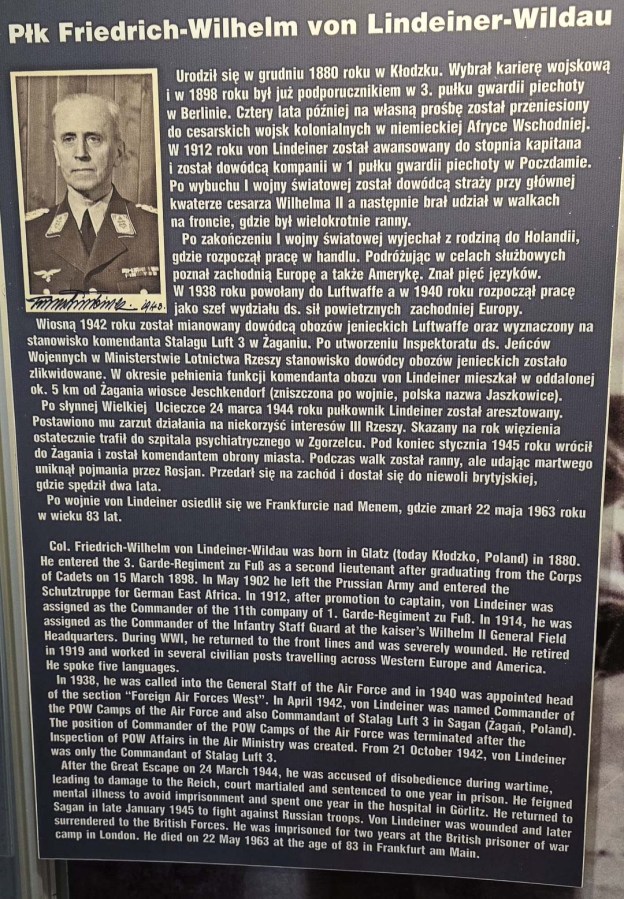 Płk Friedrich-Wilhelm von Lindeiner-Wildau
Urodził się w grudniu 1880 roku w Kłodzku. Wybrał karierę wojskową
i w 1898 roku był już podporucznikiem w 3. pułku gwardii piechoty
w Berlinie. Cztery lata później na własną prośbę został przeniesiony
do cesarskich wojsk kolonialnych w niemieckiej Afryce Wschodniej.
W 1912 roku von Lindeiner został awansowany do stopnia kapitana
i został dowódcą kompanii w 1 pułku gwardii piechoty w Poczdamie.
Po wybuchu I wojny światowej został dowódcą straży przy głównej
kwaterze cesarza Wilhelma II a następnie brał udział w walkach
na froncie, gdzie był wielokrotnie ranny.
Po zakończeniu I wojny światowej wyjechał z rodziną do Holandii,
gdzie rozpoczął pracę w handlu. Podróżując w celach służbowych
poznał zachodnią Europę a także Amerykę. Znał pięć języków.
W 1938 roku powołany do Luftwaffe a w 1940 roku rozpoczął pracę
jako szef wydziału ds. sił powietrznych zachodniej Europy.
Wiosną 1942 roku został mianowany dowódcą obozów jenieckich Luftwaffe oraz wyznaczony na
stanowisko komendanta Stalagu Luft 3 w Żaganiu. Po utworzeniu Inspektoratu ds. Jeńców
Wojennych w Ministerstwie Lotnictwa Rzeszy stanowisko dowódcy obozów jenieckich zostało
zlikwidowane. W okresie pełnienia funkcji komendanta obozu von Lindeiner mieszkał w oddalonej
ok. 5 km od Żagania wiosce Jeschkendorf (zniszczona po wojnie, polska nazwa Jaszkowice).
Po słynnej Wielkiej Ucieczce 24 marca 1944 roku pułkownik Lindeiner został aresztowany.
Postawiono mu zarzut działania na niekorzyść interesów III Rzeszy. Skazany na rok więzienia
ostatecznie trafił do szpitala psychiatrycznego w Zgorzelcu. Pod koniec stycznia 1945 roku wrócił
do Żagania i został komendantem obrony miasta. Podczas walk został ranny, ale udając martwego
uniknął pojmania przez Rosjan. Przedarł się na zachód i dostał się do niewoli brytyjskiej,
gdzie spędził dwa lata.
Po wojnie von Lindeiner osiedlił się we Frankfurcie nad Menem, gdzie zmarł 22 maja 1963 roku
w wieku 83 lat.
Col. Friedrich-Wilhelm von Lindeiner-Wildau was born in Glatz (today Kłodzko, Poland) in 1880.
He entered the 3. Garde-Regiment zu Fuß as a second lieutenant after graduating from the Corps
of Cadets on 15 March 1898. In May 1902 he left the Prussian Army and entered the
Schutztruppe for German East Africa. In 1912, after promotion to captain, von Lindeiner was
assigned as the Commander of the 11th company of 1. Garde-Regiment zu Fuß. In 1914, he was
assigned as the Commander of the Infantry Staff Guard at the kaiser's Wilhelm II General Field
Headquarters. During WWI, he returned to the front lines and was severely wounded. He retired
in 1919 and worked in several civilian posts travelling across Western Europe and America.
He spoke five languages.
In 1938, he was called into the General Staff of the Air Force and in 1940 was appointed head
of the section "Foreign Air Forces West". In April 1942, von Lindeiner was named Commander of
the POW Camps of the Air Force and also Commandant of Stalag Luft 3 in Sagan (Żagań, Poland).
The position of Commander of the POW Camps of the Air Force was terminated after the
Inspection of POW Affairs in the Air Ministry was created. From 21 October 1942, von Lindeiner
was only the Commandant of Stalag Luft 3.
After the Great Escape on 24 March 1944, he was accused of disobedience during wartime,
leading to damage to the Reich, court martialed and sentenced to one year in prison. He feigned
mental illness to avoid imprisonment and spent one year in the hospital in Görlitz. He returned to
Sagan in late January 1945 to fight against Russian troops. Von Lindeiner was wounded and later
surrendered to the British Forces. He was imprisoned for two years at the British prisoner of war
camp in London. He died on 22 May 1963 at the age of 83 in Frankfurt am Main.